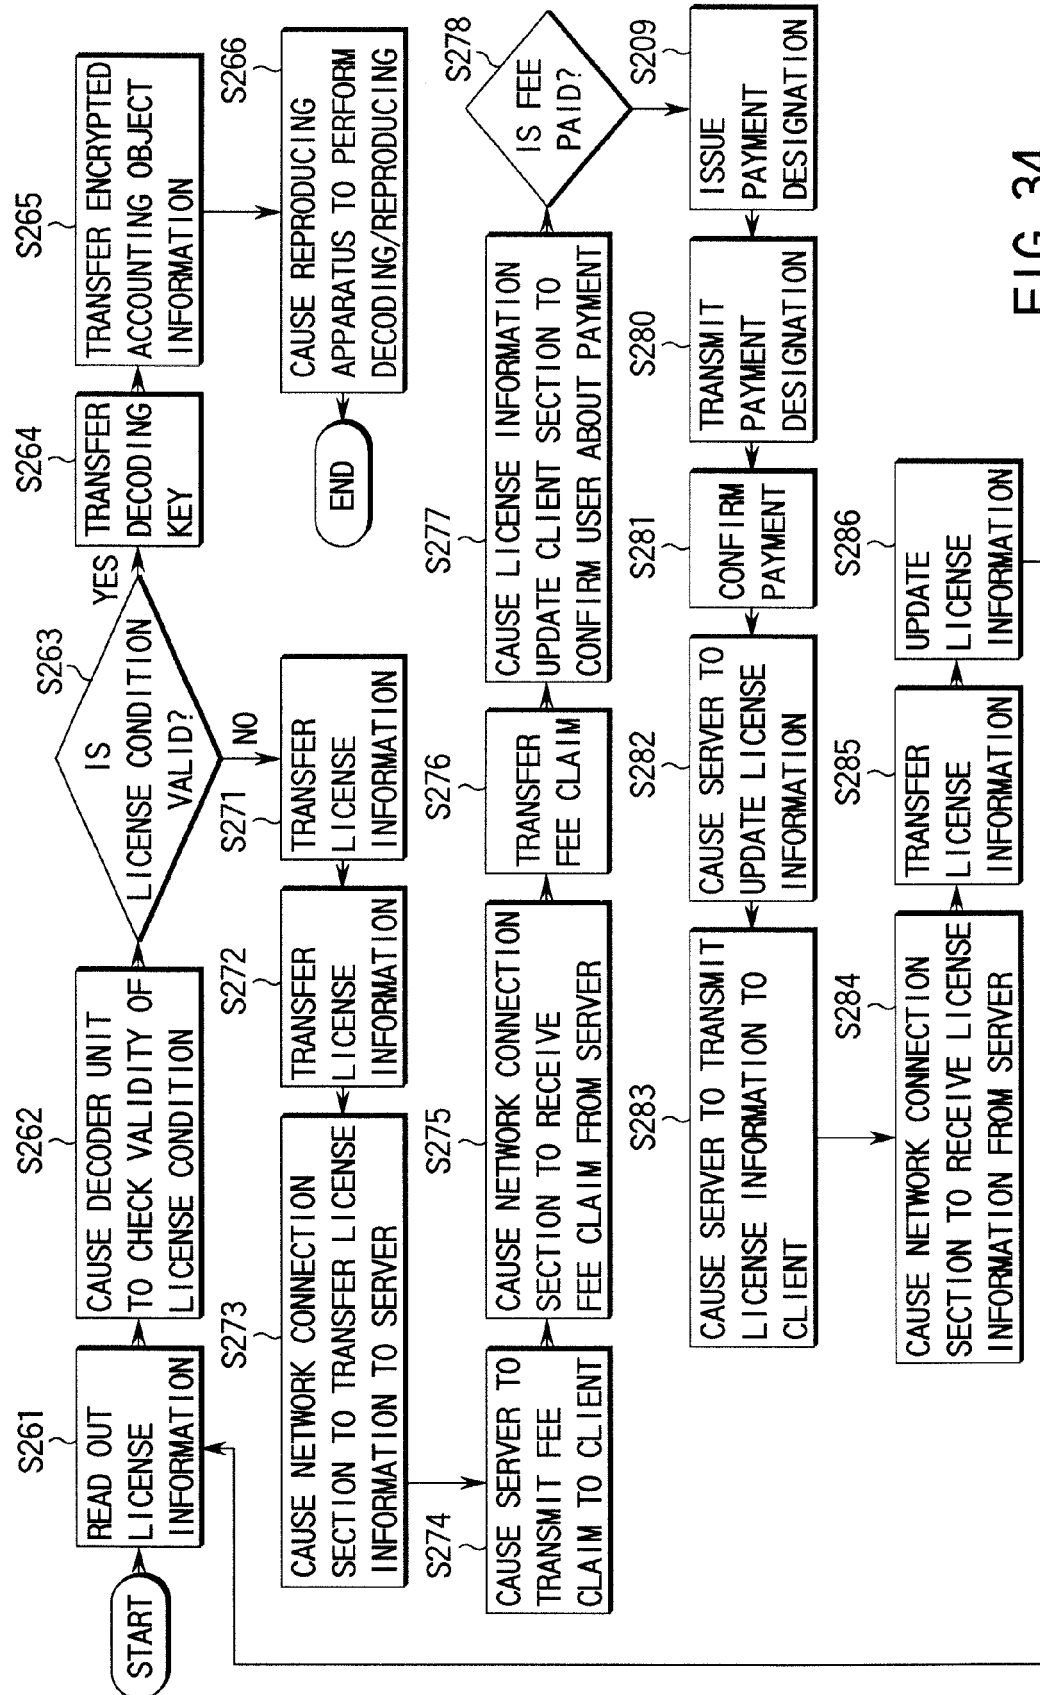 START
S261
READ OUT
LICENSE
INFORMATION
S262
CAUSE DECODER UNIT
TO CHECK VALIDITY OF
LICENSE CONDITION
S263
IS
LICENSE CONDITION
VALID?
YES
NO
S264
TRANSFER
DECODING
KEY
S265
TRANSFER ENCRYPTED
ACCOUNTING OBJECT
INFORMATION
S266
CAUSE REPRODUCING
APPARATUS TO PERFORM
DECODING/REPRODUCING
END
S271
TRANSFER
LICENSE
INFORMATION
S272
TRANSFER
LICENSE
INFORMATION
S273
CAUSE NETWORK CONNECTION
SECTION TO TRANSFER LICENSE
INFORMATION TO SERVER
S274
CAUSE SERVER TO
TRANSMIT FEE
CLAIM TO CLIENT
S275
CAUSE NETWORK CONNECTION
SECTION TO RECEIVE
FEE CLAIM FROM SERVER
S276
TRANSFER
FEE CLAIM
S277
CAUSE LICENSE INFORMATION
UPDATE CLIENT SECTION TO
CONFIRM USER ABOUT PAYMENT
S278
IS FEE
PAID?
S209
ISSUE
PAYMENT
DESIGNATION
S280
TRANSMIT
PAYMENT
DESIGNATION
S281
CONFIRM
PAYMENT
S282
CAUSE SERVER TO
UPDATE LICENSE
INFORMATION
S283
CAUSE SERVER TO TRANSMIT
LICENSE INFORMATION TO
CLIENT
S284
CAUSE NETWORK CONNECTION
SECTION TO RECEIVE LICENSE
INFORMATION FROM SERVER
S285
TRANSFER
LICENSE
INFORMATION
S286
UPDATE
LICENSE
INFORMATION
FIG. 34